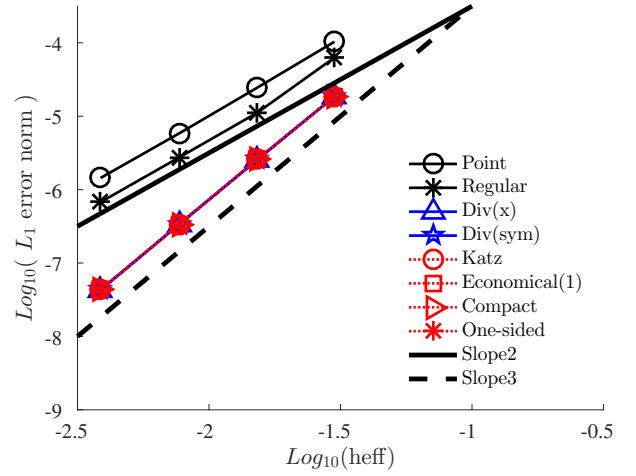 -4
-5
-6
-7
-8
-9
-2.5
-2
-1.5
-1
-0.5
Log10( L1 error norm )
Log10(heff)
Point
Regular
Div(x)
Div(sym)
Katz
Economical(1)
Compact
One-sided
Slope2
Slope3